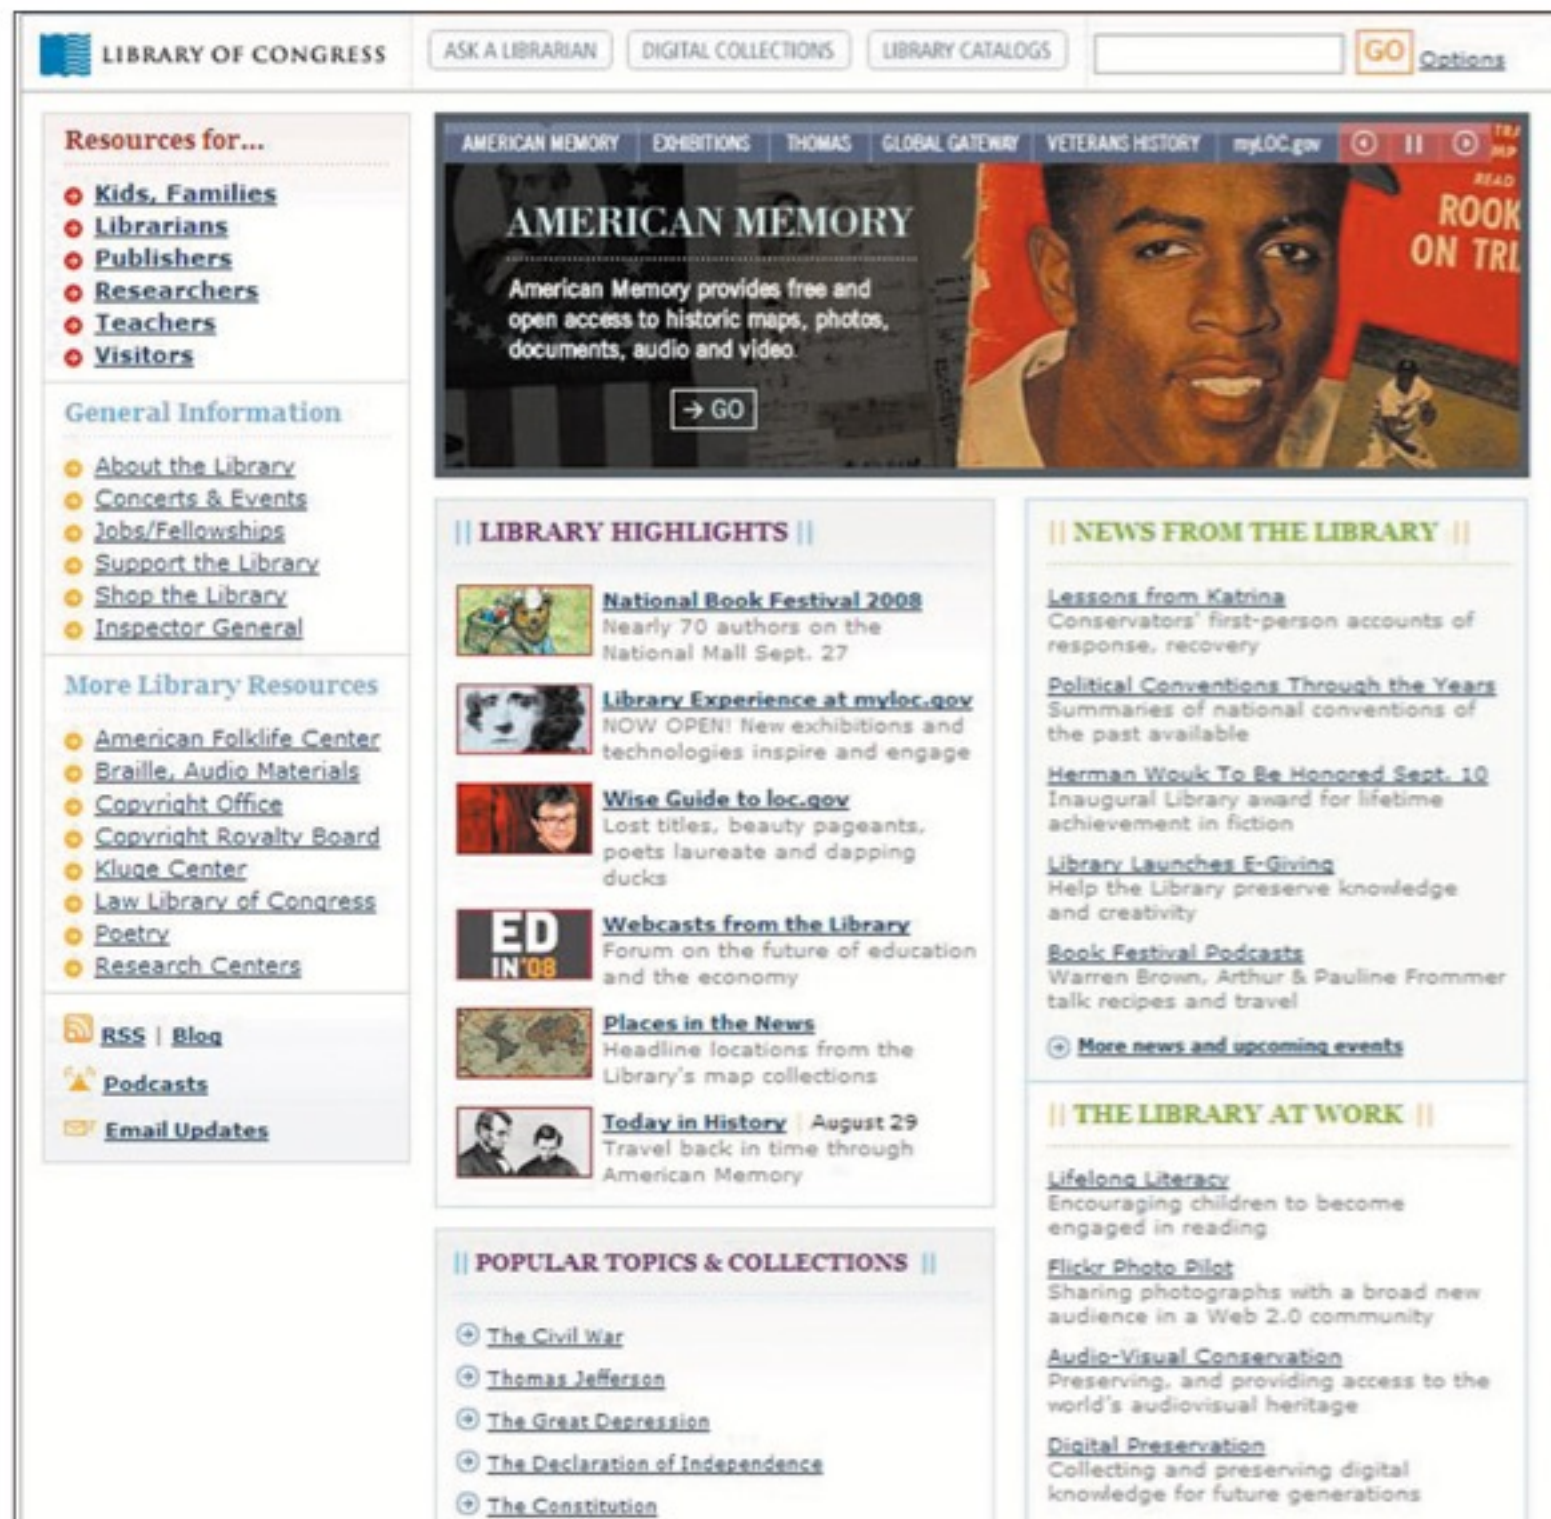 LIBRARY OF CONGRESS
ASK A LIBRARIAN
DIGITAL COLLECTIONS
LIBRARY CATALOGS
GO
Options
Resources for...
Kids, Families
Librarians
Publishers
Researchers
Teachers
Visitors
General Information
About the Library
Concerts & Events
Jobs/Fellowships
Support the Library
Shop the Library
Inspector General
More Library Resources
American Folklife Center
Braille, Audio Materials
Copyright Office
Copyright Royalty Board
Kluge Center
Law Library of Congress
Poetry
Research Centers
RSS | Blog
Podcasts
Email Updates
AMERICAN MEMORY
EXHIBITIONS
THOMAS
GLOBAL GATEWAY
VETERANS HISTORY
myLOC.gov
AMERICAN MEMORY
American Memory provides free and
open access to historic maps, photos,
documents, audio and video
→ GO
READ
ROOK
ON TRI
|| LIBRARY HIGHLIGHTS ||
National Book Festival 2008
Nearly 70 authors on the
National Mall Sept. 27
Library Experience at myloc.gov
NOW OPEN! New exhibitions and
technologies inspire and engage
Wise Guide to loc.gov
Lost titles, beauty pageants,
poets laureate and dapping
ducks
ED
IN '08
Webcasts from the Library
Forum on the future of education
and the economy
Places in the News
Headline locations from the
Library's map collections
Today in History | August 29
Travel back in time through
American Memory
|| POPULAR TOPICS & COLLECTIONS ||
The Civil War
Thomas Jefferson
The Great Depression
The Declaration of Independence
The Constitution
|| NEWS FROM THE LIBRARY ||
Lessons from Katrina
Conservators' first-person accounts of
response, recovery
Political Conventions Through the Years
Summaries of national conventions of
the past available
Herman Wouk To Be Honored Sept. 10
Inaugural Library award for lifetime
achievement in fiction
Library Launches E-Giving
Help the Library preserve knowledge
and creativity
Book Festival Podcasts
Warren Brown, Arthur & Pauline Frommer
talk recipes and travel
More news and upcoming events
|| THE LIBRARY AT WORK ||
Lifelong Literacy
Encouraging children to become
engaged in reading
Flickr Photo Pilot
Sharing photographs with a broad new
audience in a Web 2.0 community
Audio-Visual Conservation
Preserving, and providing access to the
world's audiovisual heritage
Digital Preservation
Collecting and preserving digital
knowledge for future generations